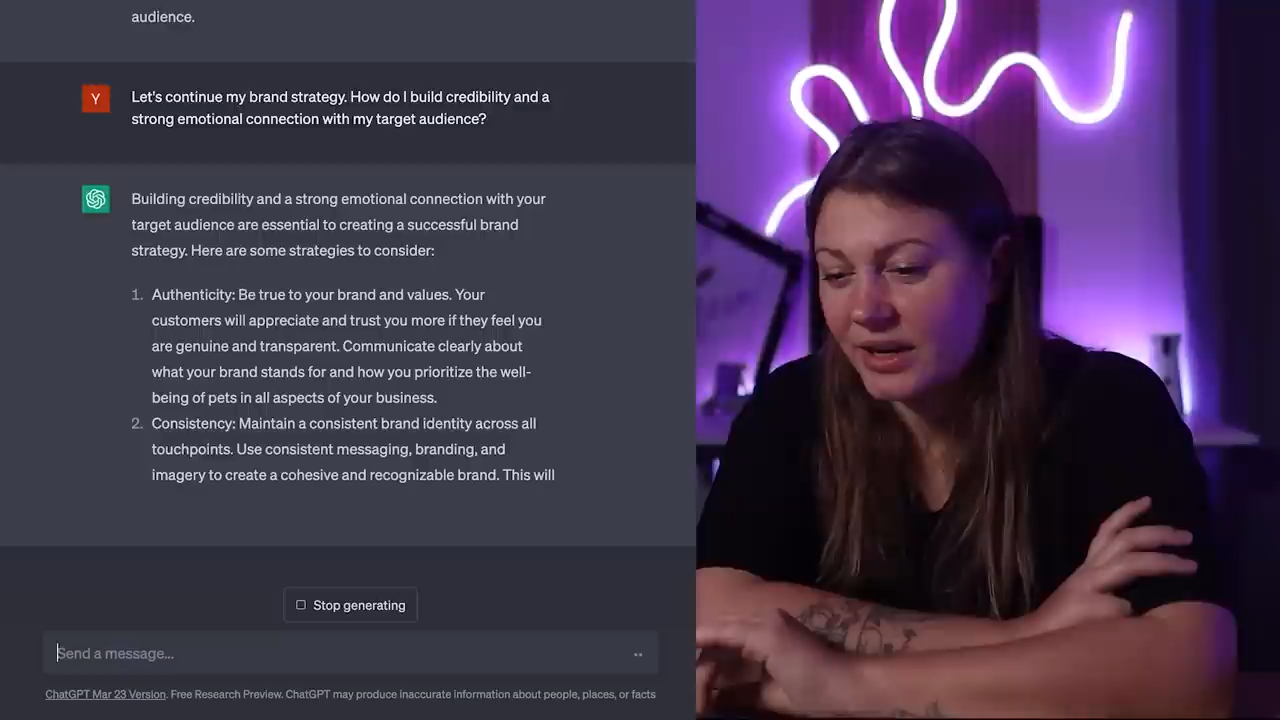 audience.
Y
Let's continue my brand strategy. How do I build credibility and a
strong emotional connection with my target audience?
Building credibility and a strong emotional connection with your
target audience are essential to creating a successful brand
strategy. Here are some strategies to consider:
1. Authenticity: Be true to your brand and values. Your
customers will appreciate and trust you more if they feel you
are genuine and transparent. Communicate clearly about
what your brand stands for and how you prioritize the well-
being of pets in all aspects of your business.
2. Consistency: Maintain a consistent brand identity across all
touchpoints. Use consistent messaging, branding, and
imagery to create a cohesive and recognizable brand. This will
Stop generating
Send a message...
ChatGPT Mar 23 Version. Free Research Preview. ChatGPT may produce inaccurate information about people, places, or facts